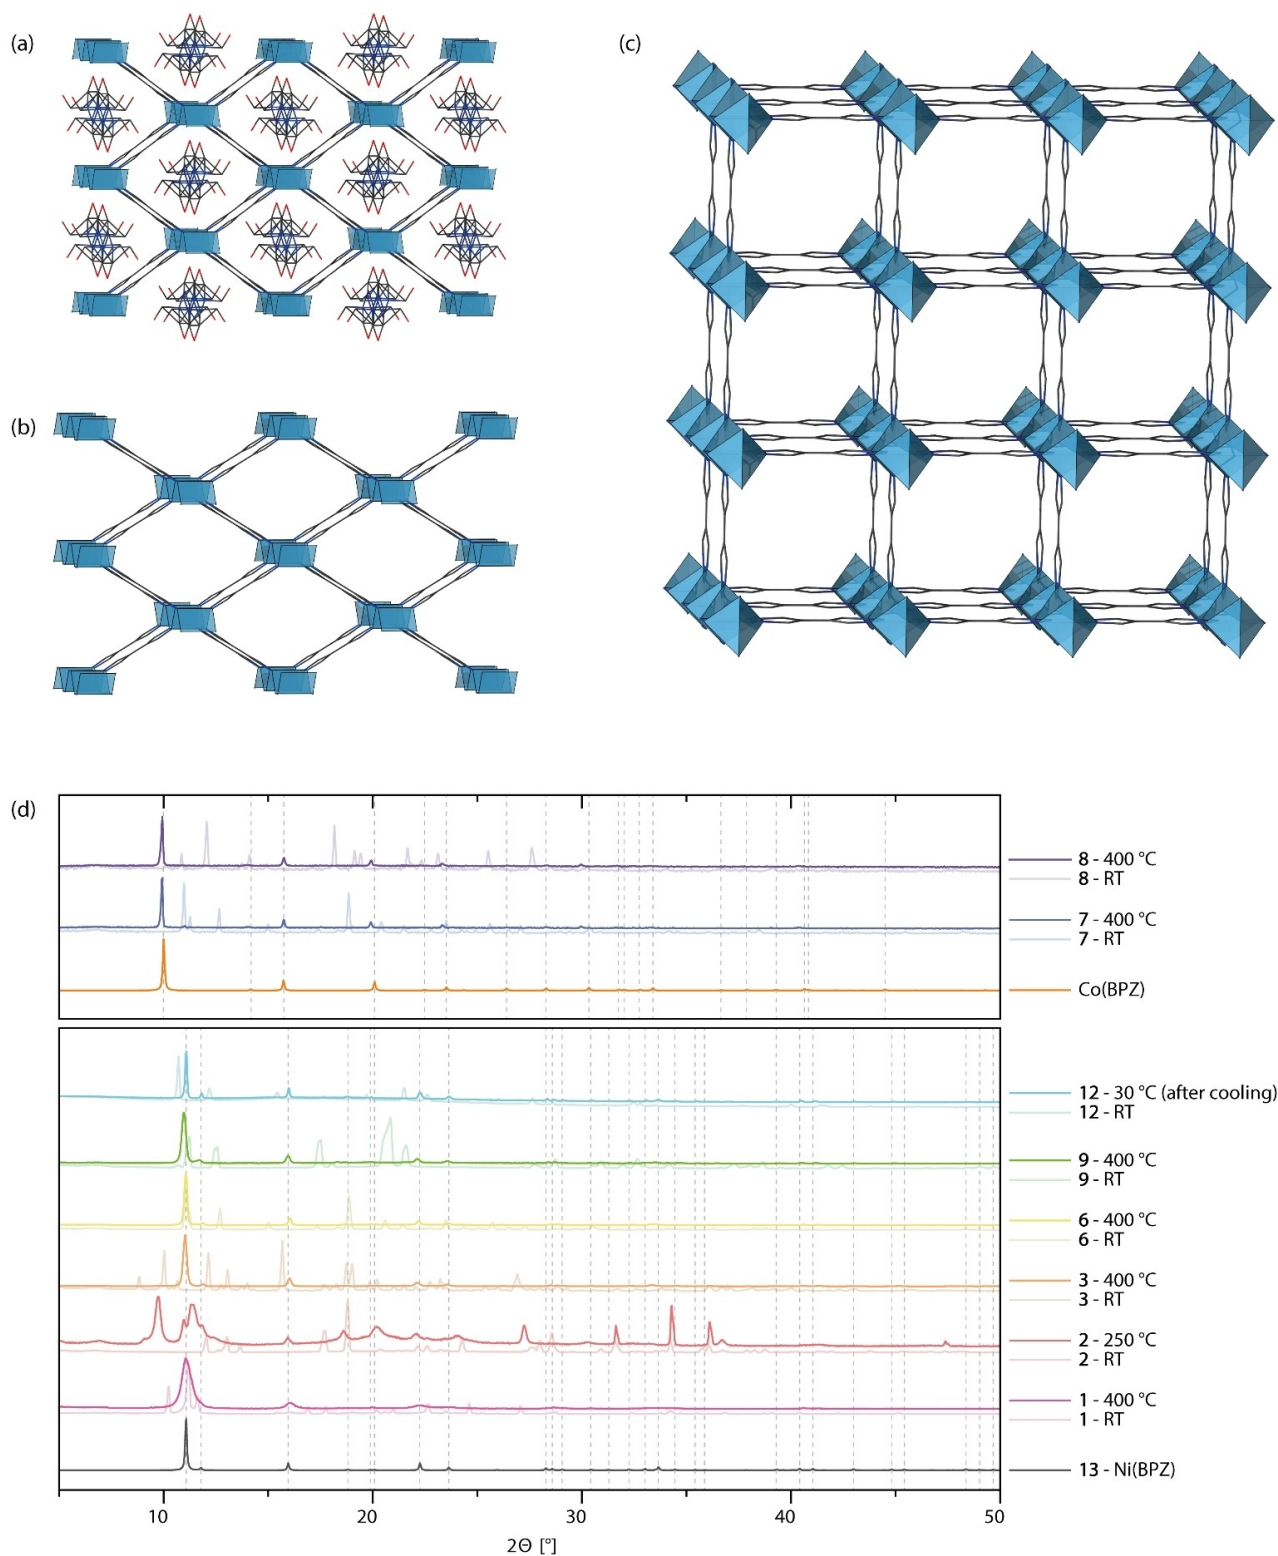 (a)
(c)
(b)
(d)
8 - 400 °C
8 - RT
7 - 400 °C
7 - RT
Co(BPZ)
12 - 30 °C (after cooling)
12 - RT
9 - 400 °C
9 - RT
6 - 400 °C
6 - RT
3 - 400 °C
3 - RT
2 - 250 °C
2 - RT
1 - 400 °C
1 - RT
13 - Ni(BPZ)
10 20 30 40 50
2Θ [°]